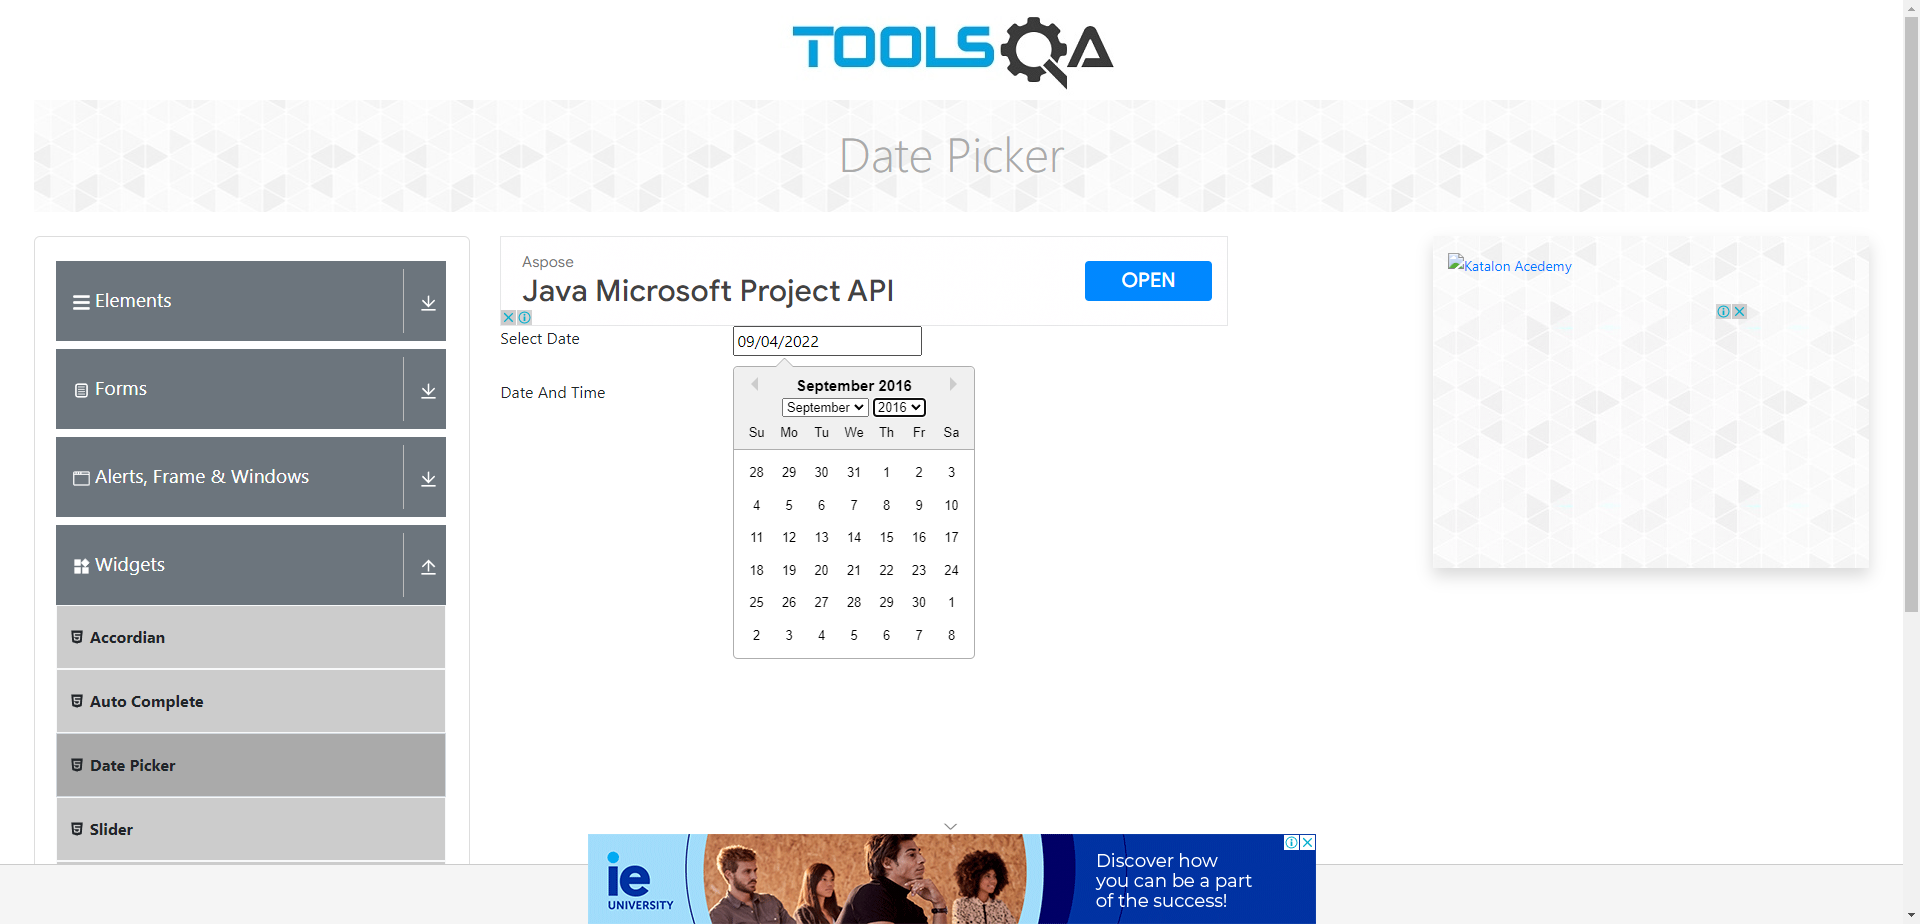 TOOLSQA
Date Picker
Elements
Forms
Alerts, Frame & Windows
Widgets
Accordian
Auto Complete
Date Picker
Slider
Aspose
Java Microsoft Project API
OPEN
Select Date
09/04/2022
Date And Time
September 2016
September 2016
Su Mo Tu We Th Fr Sa
28 29 30 31 1 2 3
4 5 6 7 8 9 10
11 12 13 14 15 16 17
18 19 20 21 22 23 24
25 26 27 28 29 30 1
2 3 4 5 6 7 8
Katalon Acedemy
ie
UNIVERSITY
Discover how
you can be a part
of the success!